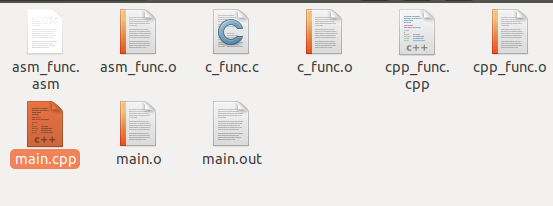 asm_func.
asm
asm_func.o
c_func.c
c_func.o
cpp_func.
cpp
cpp_func.o
c++
main.cpp
main.o
main.out
c++